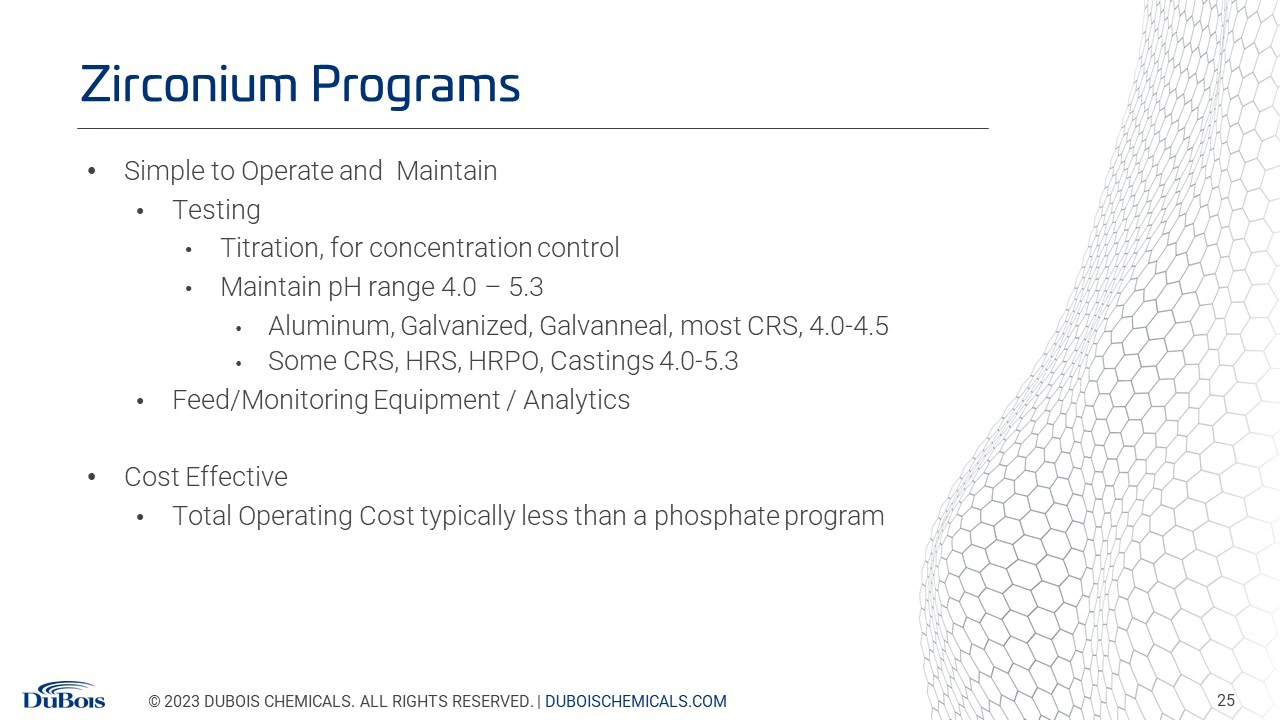 Zirconium Programs
• Simple to Operate and Maintain
• Testing
• Titration, for concentration control
• Maintain pH range 4.0 – 5.3
• Aluminum, Galvanized, Galvanneal, most CRS, 4.0-4.5
• Some CRS, HRS, HRPO, Castings 4.0-5.3
• Feed/Monitoring Equipment / Analytics
• Cost Effective
• Total Operating Cost typically less than a phosphate program
DuBois
© 2023 DUBOIS CHEMICALS. ALL RIGHTS RESERVED. | DUBOISCHEMICALS.COM
25